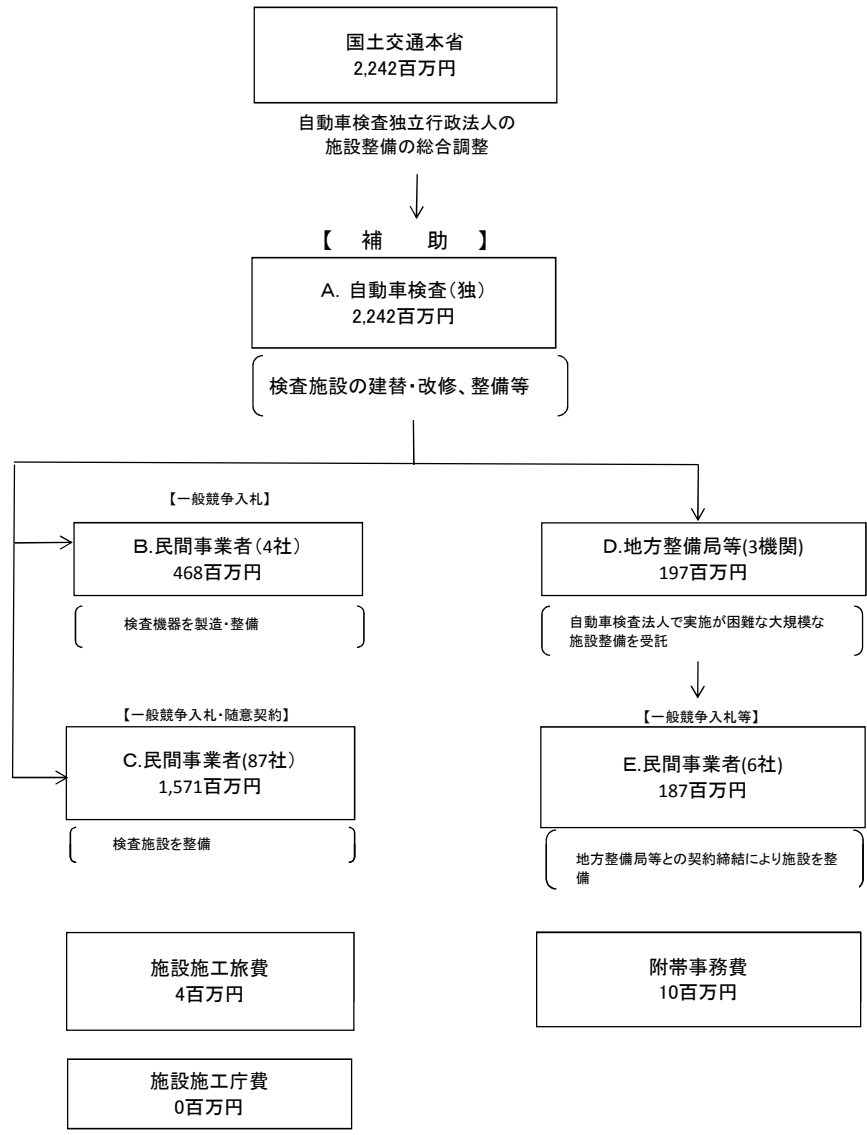 国土交通本省
2,242百万円
自動車検査独立行政法人の
施設整備の総合調整
【　補　助　】
A. 自動車検査(独)
2,242百万円
検査施設の建替・改修、整備等
【一般競争入札】
B.民間事業者(4社)
468百万円
検査機器を製造・整備
【一般競争入札・随意契約】
C.民間事業者(87社)
1,571百万円
検査施設を整備
施設施工旅費
4百万円
施設施工庁費
0百万円
D.地方整備局等(3機関)
197百万円
自動車検査法人で実施が困難な大規模な
施設整備を受託
【一般競争入札等】
E.民間事業者(6社)
187百万円
地方整備局等との契約締結により施設を整
備
附帯事務費
10百万円